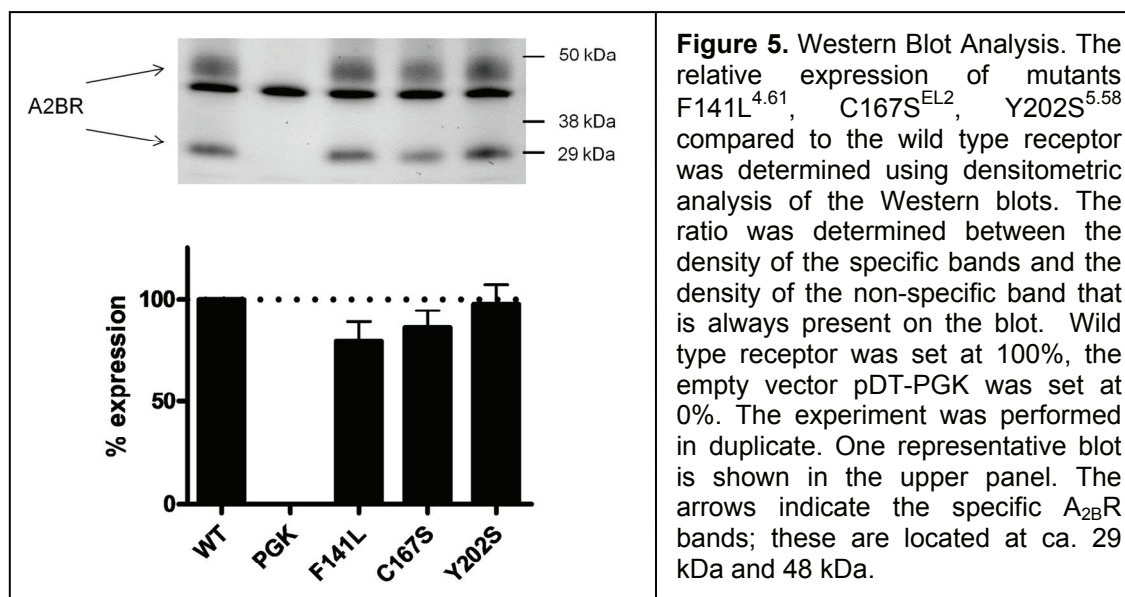 A2BR
50 kDa
38 kDa
29 kDa
% expression
100
50
0
WT
PGK
F141L
C167S
Y202S
Figure 5. Western Blot Analysis. The
relative expression of mutants
F141L4.61, C167SEL2, Y202S5.58
compared to the wild type receptor
was determined using densitometric
analysis of the Western blots. The
ratio was determined between the
density of the specific bands and the
density of the non-specific band that
is always present on the blot. Wild
type receptor was set at 100%, the
empty vector pDT-PGK was set at
0%. The experiment was performed
in duplicate. One representative blot
is shown in the upper panel. The
arrows indicate the specific A2BR
bands; these are located at ca. 29
kDa and 48 kDa.